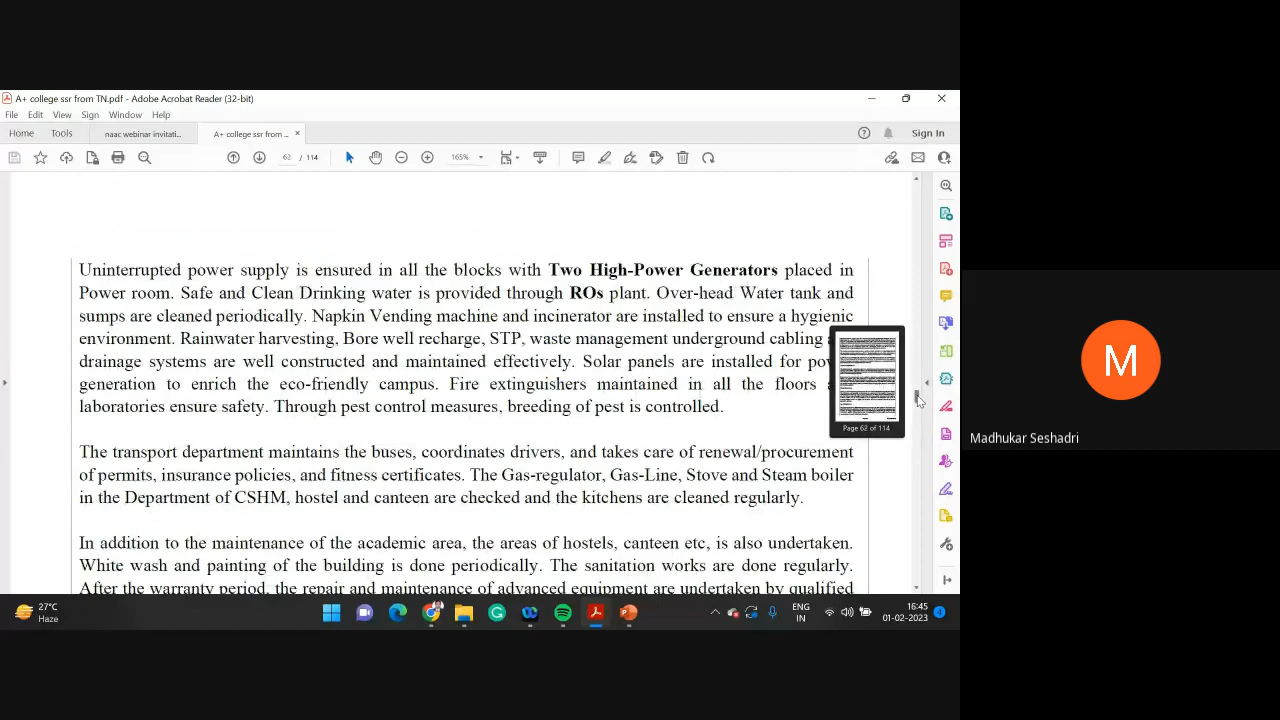 A+ college ssr from TN.pdf - Adobe Acrobat Reader (32-bit)
File Edit View Sign Window Help
Home Tools naac webinar invitati... A+ college ssr from ... × Sign In
62 / 114 165%
Uninterrupted power supply is ensured in all the blocks with Two High-Power Generators placed in
Power room. Safe and Clean Drinking water is provided through ROs plant. Over-head Water tank and
sumps are cleaned periodically. Napkin Vending machine and incinerator are installed to ensure a hygienic
environment. Rainwater harvesting, Bore well recharge, STP, waste management underground cabling
drainage systems are well constructed and maintained effectively. Solar panels are installed for pow
generation to enrich the eco-friendly campus. Fire extinguishers maintained in all the floors
laboratories ensure safety. Through pest control measures, breeding of pest is controlled.
Page 62 of 114
The transport department maintains the buses, coordinates drivers, and takes care of renewal/procurement
of permits, insurance policies, and fitness certificates. The Gas-regulator, Gas-Line, Stove and Steam boiler
in the Department of CSHM, hostel and canteen are checked and the kitchens are cleaned regularly.
In addition to the maintenance of the academic area, the areas of hostels, canteen etc, is also undertaken.
White wash and painting of the building is done periodically. The sanitation works are done regularly.
After the warranty period, the repair and maintenance of advanced equipment are undertaken by qualified
27°C
Haze
ENG
IN
16:45
01-02-2023
M
Madhukar Seshadri